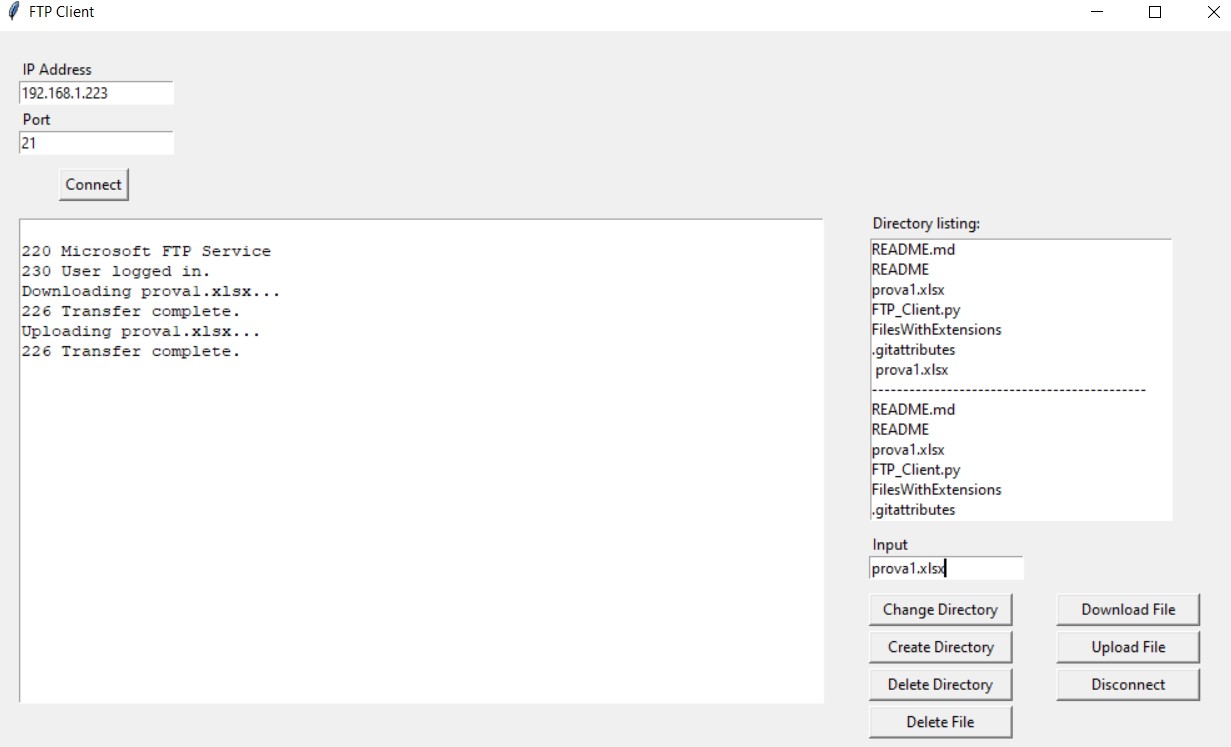 FTP Client
IP Address
192.168.1.223
Port
21
Connect
220 Microsoft FTP Service
230 User logged in.
Downloading prova1.xlsx...
226 Transfer complete.
Uploading prova1.xlsx...
226 Transfer complete.
Directory listing:
README.md
README
prova1.xlsx
FTP_Client.py
FilesWithExtensions
.gitattributes
prova1.xlsx
--------------------------------------------
README.md
README
prova1.xlsx
FTP_Client.py
FilesWithExtensions
.gitattributes
Input
prova1.xlsx
Change Directory
Download File
Create Directory
Upload File
Delete Directory
Disconnect
Delete File